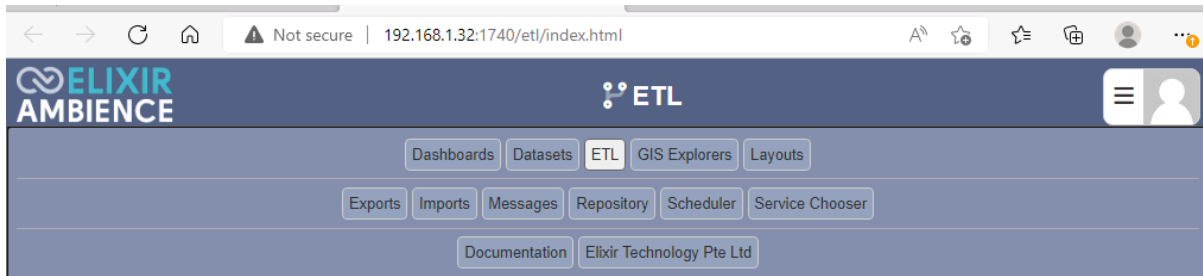 Not secure | 192.168.1.32:1740/etl/index.html
ELIXIR
AMBIENCE
ETL
Dashboards Datasets ETL GIS Explorers Layouts
Exports Imports Messages Repository Scheduler Service Chooser
Documentation Elixir Technology Pte Ltd